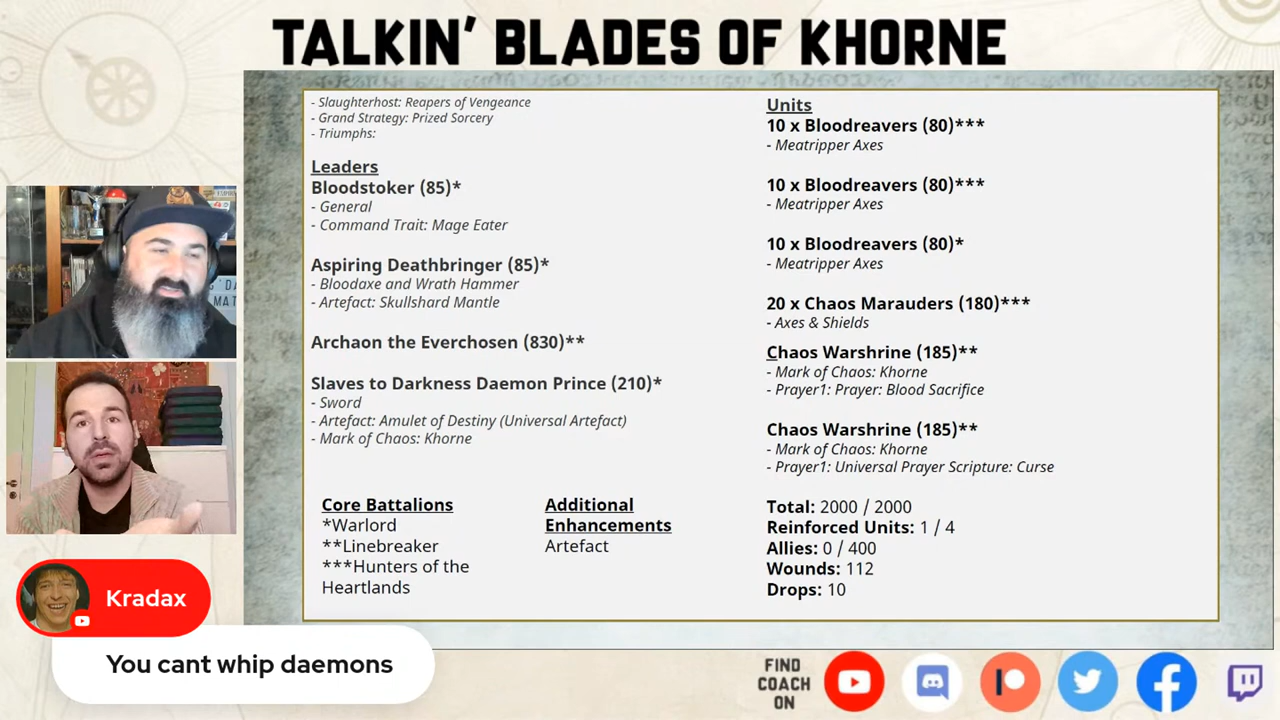 TALKIN' BLADES OF KHORNE
- Slaughterhost: Reapers of Vengeance
- Grand Strategy: Prized Sorcery
- Triumphs:
Leaders
Bloodstoker (85)*
- General
- Command Trait: Mage Eater
Aspiring Deathbringer (85)*
- Bloodaxe and Wrath Hammer
- Artefact: Skullshard Mantle
Archaon the Everchosen (830)**
Slaves to Darkness Daemon Prince (210)*
- Sword
- Artefact: Amulet of Destiny (Universal Artefact)
- Mark of Chaos: Khorne
Core Battalions
*Warlord
**Linebreaker
***Hunters of the
Heartlands
Additional
Enhancements
Artefact
Units
10 x Bloodreavers (80)***
- Meatripper Axes
10 x Bloodreavers (80)***
- Meatripper Axes
10 x Bloodreavers (80)*
- Meatripper Axes
20 x Chaos Marauders (180)***
- Axes & Shields
Chaos Warshrine (185)**
- Mark of Chaos: Khorne
- Prayer1: Prayer: Blood Sacrifice
Chaos Warshrine (185)**
- Mark of Chaos: Khorne
- Prayer1: Universal Prayer Scripture: Curse
Total: 2000 / 2000
Reinforced Units: 1 / 4
Allies: 0 / 400
Wounds: 112
Drops: 10
Kradax
You cant whip daemons
FIND
COACH
ON